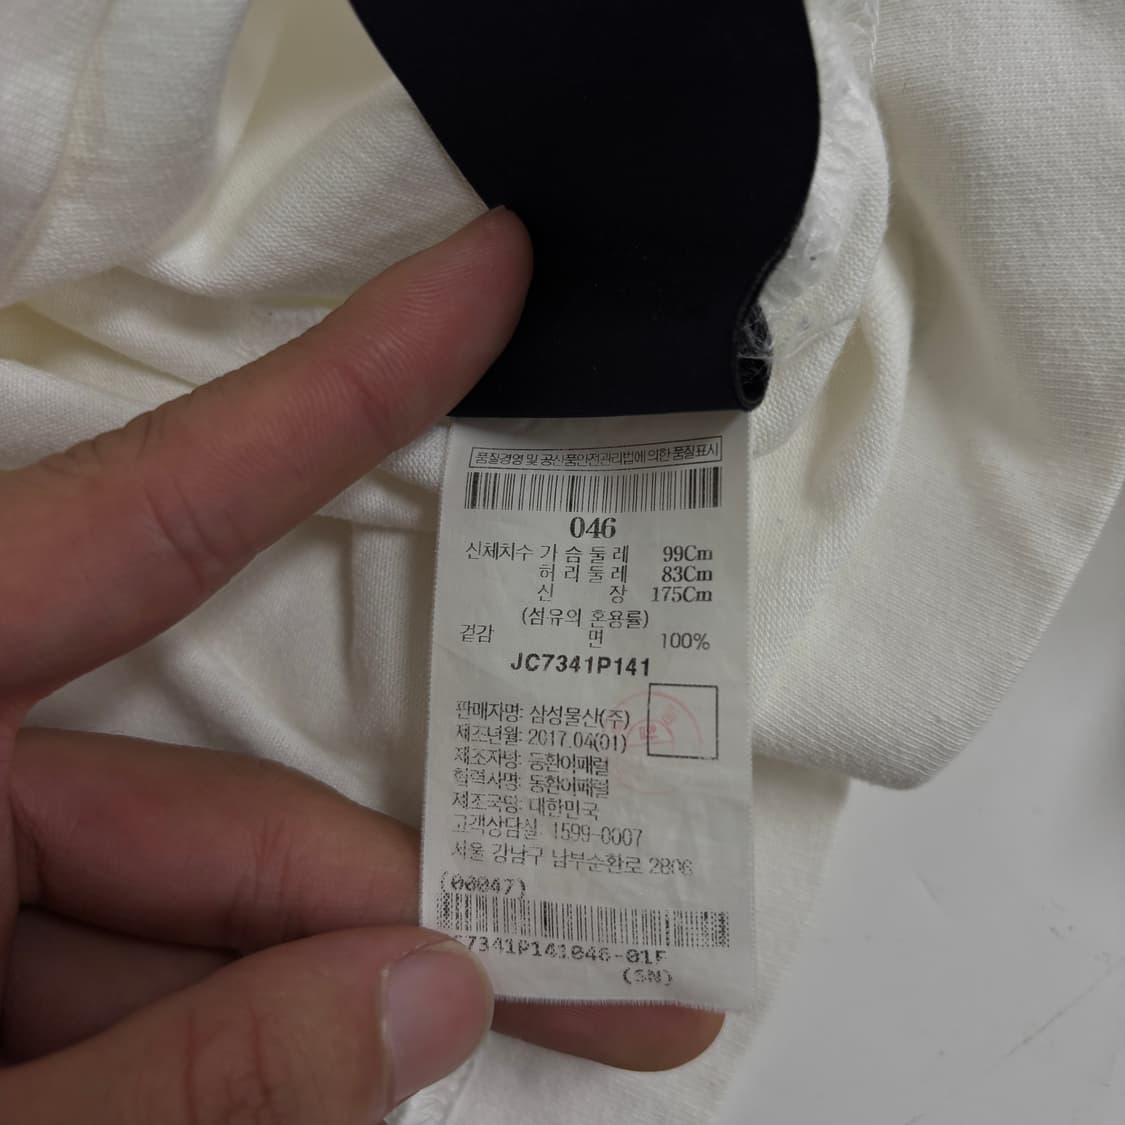 품질경영 및 공산품안전관리법에 의한 품질표시
046
신체치수 가 슴 둘 레 99Cm
허 리 둘 레 83Cm
신 장 175Cm
(섬유의 혼용률)
겉감 면 100%
JC7341P141
판매자명: 삼성물산(주)
제조년월: 2017.04(01)
제조자명: 동환어패럴
협력사명: 동환어패럴
제조국명: 대한민국
고객상담실: 1599-0007
서울 강남구 남부순환로 2806
(00047)
7341P141046-01F
(SN)